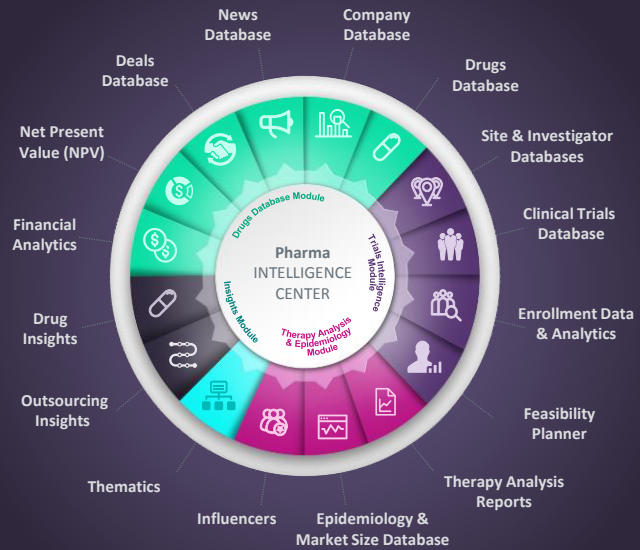 News
Database
Company
Database
Deals
Database
Drugs
Database
Net Present
Value (NPV)
Site & Investigator
Databases
Financial
Analytics
Clinical Trials
Database
Drug
Insights
Enrollment Data
& Analytics
Outsourcing
Insights
Feasibility
Planner
Thematics
Therapy Analysis
Reports
Influencers
Epidemiology &
Market Size Database
Drugs Database Module
Trials Intelligence
Module
Therapy Analysis
& Epidemiology
Module
Insights Module
Pharma
INTELLIGENCE
CENTER